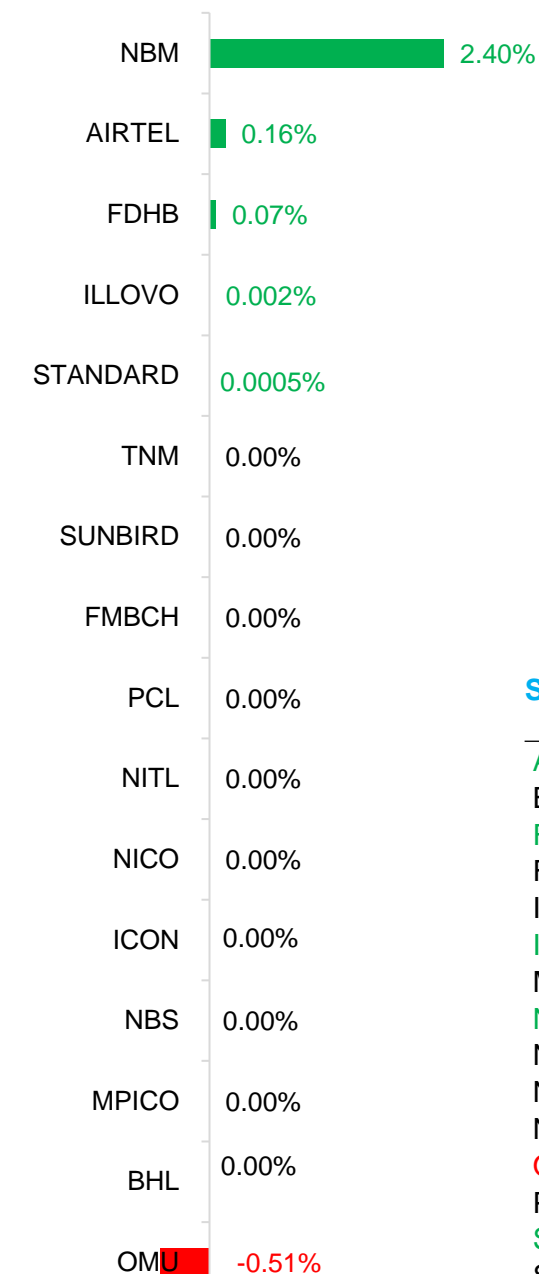 NBM 2.40%
AIRTEL 0.16%
FDHB 0.07%
ILLOVO 0.002%
STANDARD 0.0005%
TNM 0.00%
SUNBIRD 0.00%
FMBCH 0.00%
PCL 0.00%
NITL 0.00%
NICO 0.00%
ICON 0.00%
NBS 0.00%
MPICO 0.00%
BHL 0.00%
OMU -0.51%